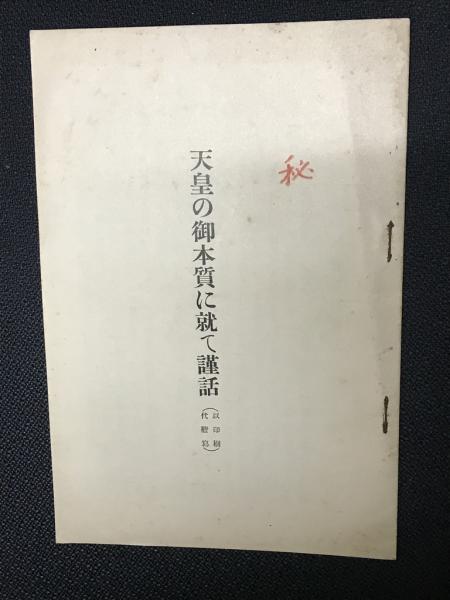 秘
天皇の御本質に就て謹話
(以印刷
代謄寫)